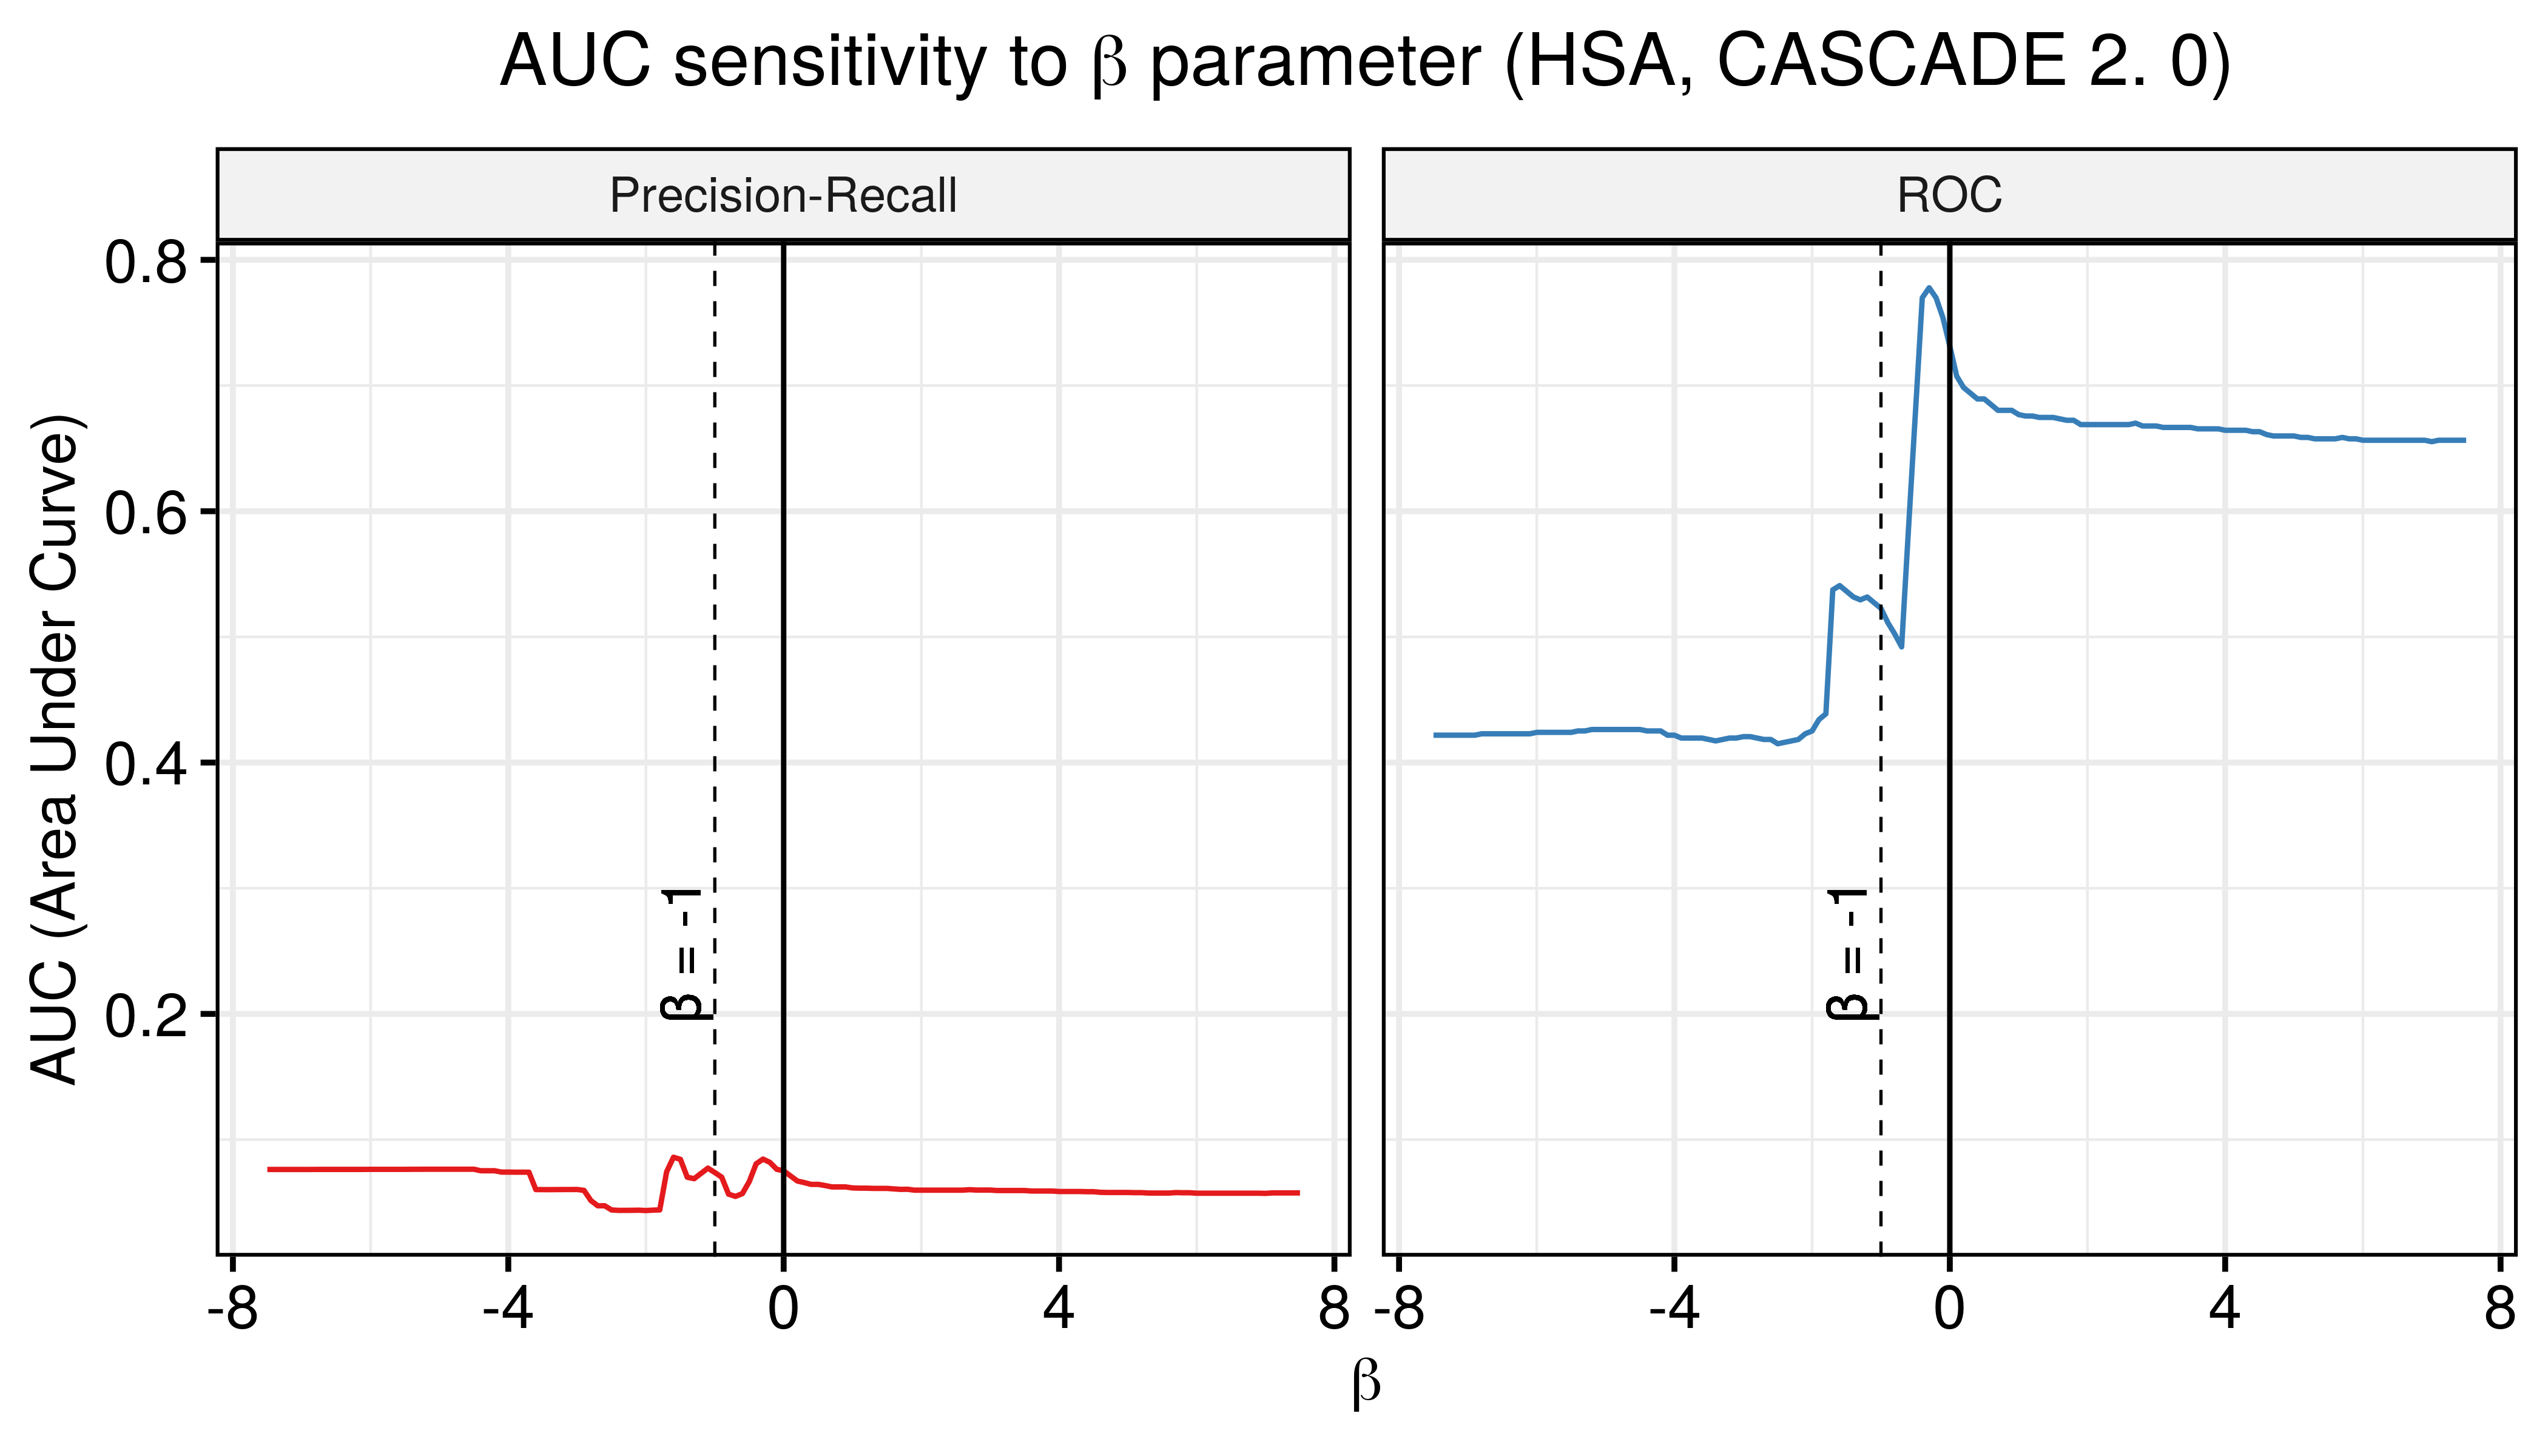 AUC sensitivity to β parameter (HSA, CASCADE 2. 0)
Precision-Recall
ROC
AUC (Area Under Curve)
0.8
0.6
0.4
0.2
β = -1
β = -1
-8 -4 0 4 8
-8 -4 0 4 8
β